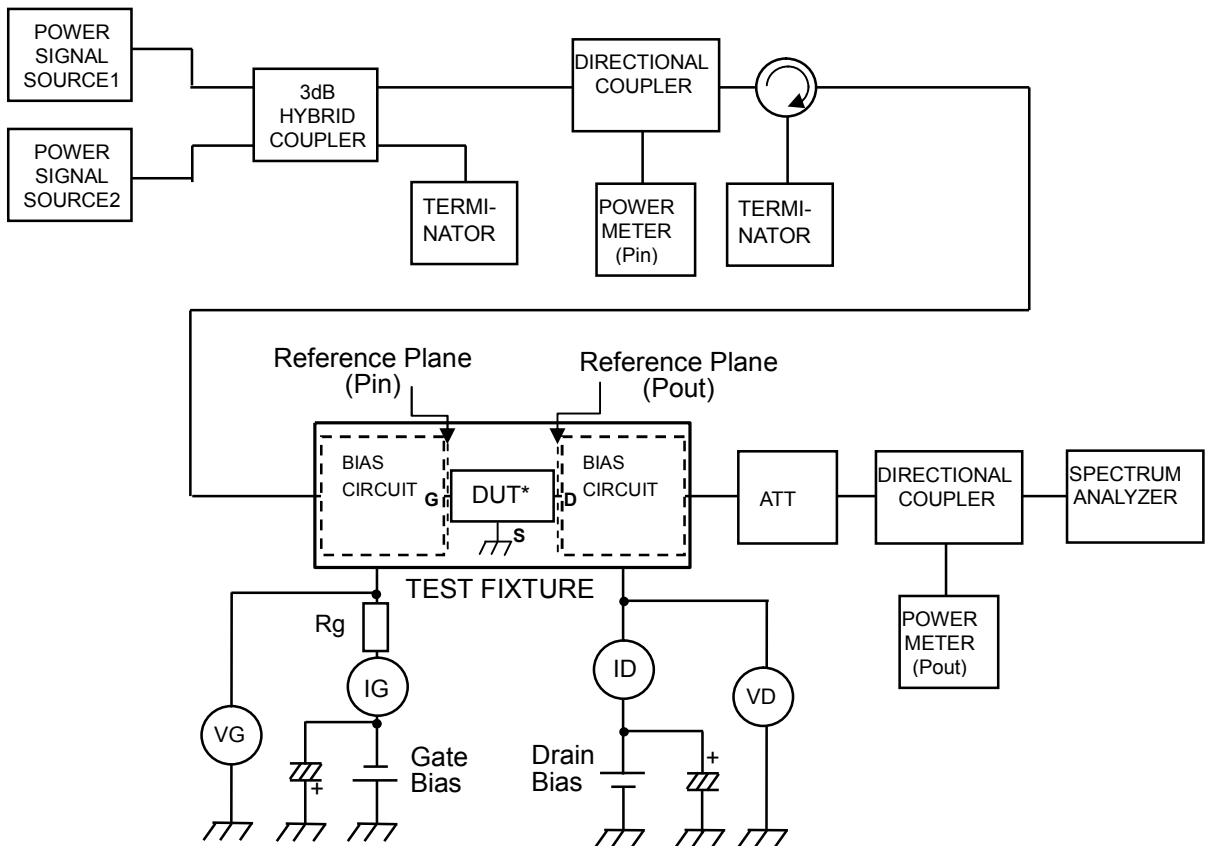 POWER
SIGNAL
SOURCE1
3dB
HYBRID
COUPLER
DIRECTIONAL
COUPLER
POWER
SIGNAL
SOURCE2
TERMI-
NATOR
POWER
METER
(Pin)
TERMI-
NATOR
Reference Plane
(Pin)
Reference Plane
(Pout)
BIAS
CIRCUIT
G
DUT*
S
D
BIAS
CIRCUIT
ATT
DIRECTIONAL
COUPLER
SPECTRUM
ANALYZER
TEST FIXTURE
POWER
METER
(Pout)
Rg
IG
VG
+
Gate
Bias
ID
VD
Drain
Bias
+